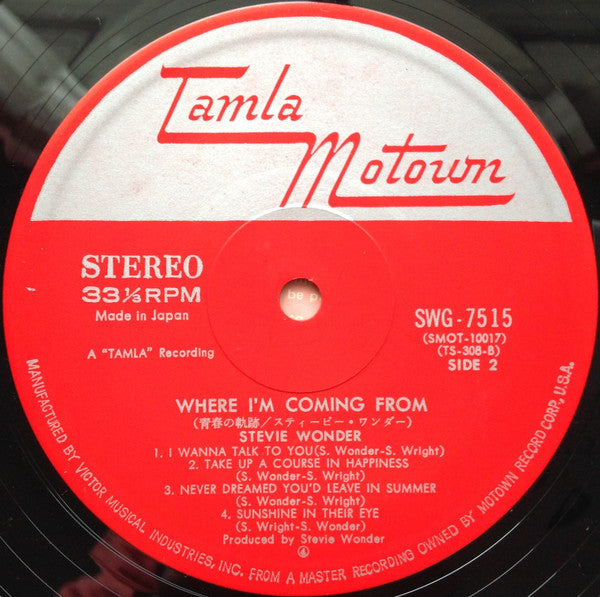 Tamla
Motown
STEREO
33⅓ RPM
Made in Japan
A "TAMLA" Recording
SWG-7515
(SMOT-10017)
(TS-308-B)
SIDE 2
WHERE I'M COMING FROM
(青春の軌跡/スティービー・ワンダー)
STEVIE WONDER
1. I WANNA TALK TO YOU(S. Wonder-S. Wright)
2. TAKE UP A COURSE IN HAPPINESS
(S. Wonder-S. Wright)
3. NEVER DREAMED YOU'D LEAVE IN SUMMER
(S. Wonder-S. Wright)
4. SUNSHINE IN THEIR EYE
(S. Wright-S. Wonder)
Produced by Stevie Wonder
4
MANUFACTURED BY VICTOR MUSICAL INDUSTRIES, INC. FROM A MASTER RECORDING OWNED BY MOTOWN RECORD CORP., U.S.A.
be p